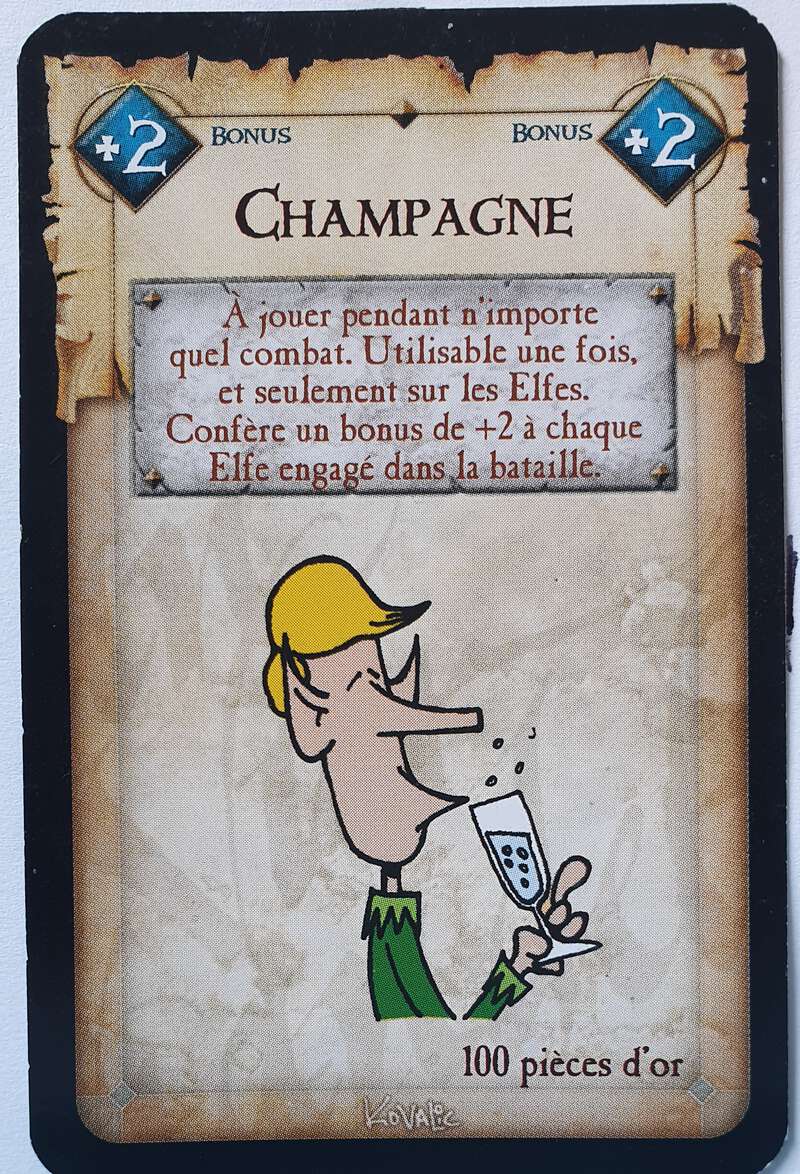 +2 BONUS BONUS +2
CHAMPAGNE
À jouer pendant n'importe
quel combat. Utilisable une fois,
et seulement sur les Elfes.
Confère un bonus de +2 à chaque
Elfe engagé dans la bataille.
100 pièces d'or
KOVALIC